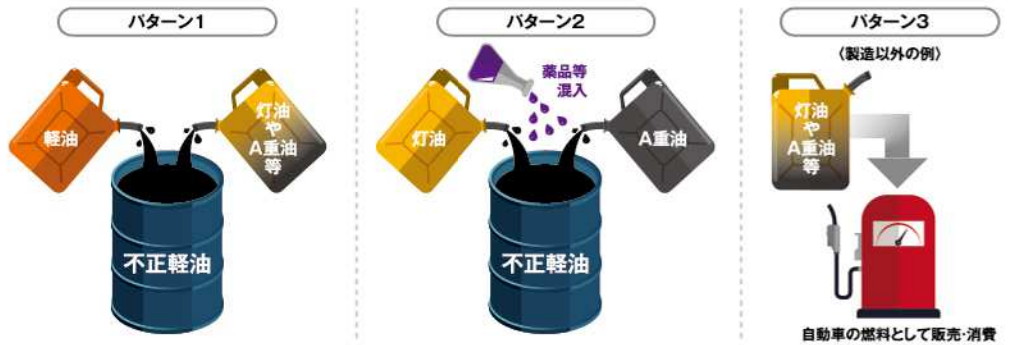 パターン1
軽油
灯油
や
A重油
等
不正軽油
パターン2
薬品等
混入
灯油
A重油
不正軽油
パターン3
〈製造以外の例〉
灯油
や
A重油
等
自動車の燃料として販売・消費